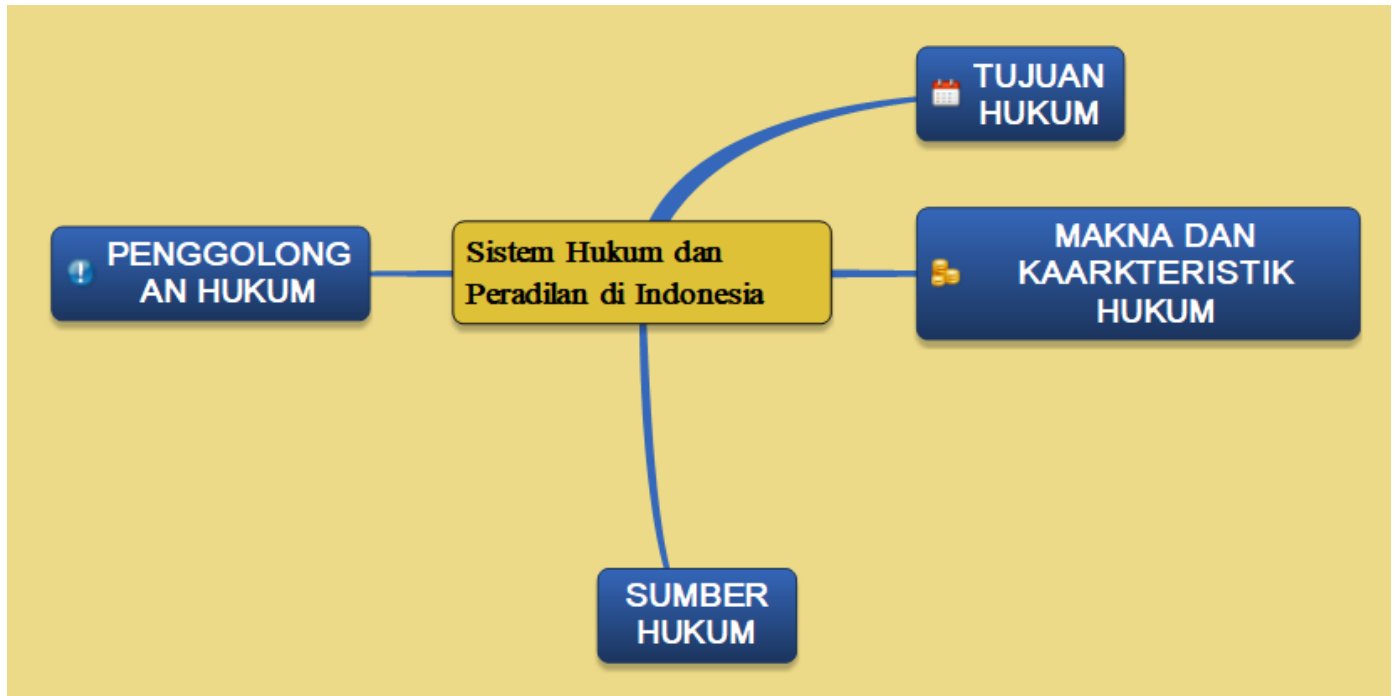 TUJUAN
HUKUM
PENGGOLONG
AN HUKUM
Sistem Hukum dan
Peradilan di Indonesia
MAKNA DAN
KAARKTERISTIK
HUKUM
SUMBER
HUKUM